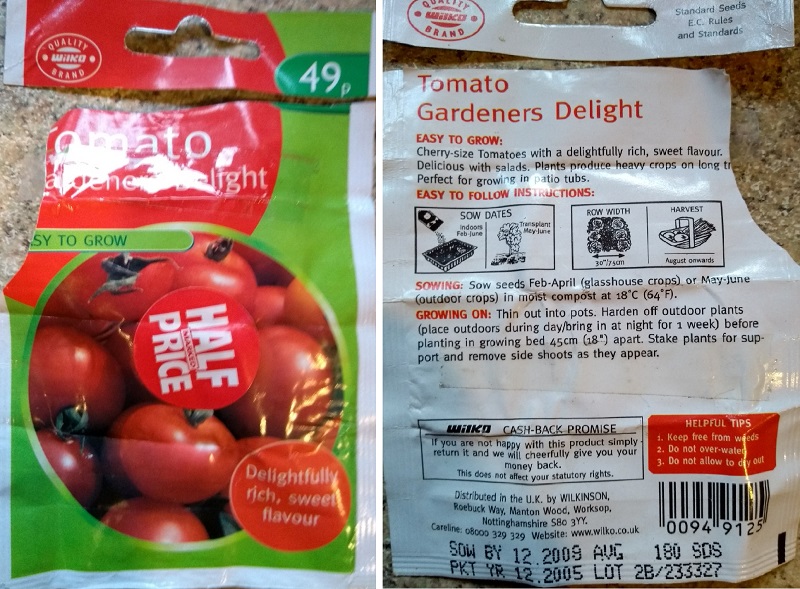 QUALITY
wilko
BRAND
49p
omato
ardeners Delight
SY TO GROW
HALF
MARKED
PRICE
Delightfully
rich, sweet
flavour
QUALITY
wilko
BRAND
Standard Seeds
E.C. Rules
and Standards
Tomato
Gardeners Delight
EASY TO GROW:
Cherry-size Tomatoes with a delightfully rich, sweet flavour.
Delicious with salads. Plants produce heavy crops on long tr
Perfect for growing in patio tubs.
EASY TO FOLLOW INSTRUCTIONS:
SOW DATES
Indoors
Feb-June
Transplant
May-June
ROW WIDTH
30"/75cm
HARVEST
August onwards
SOWING: Sow seeds Feb-April (glasshouse crops) or May-June
(outdoor crops) in moist compost at 18°C (64°F).
GROWING ON: Thin out into pots. Harden off outdoor plants
(place outdoors during day/bring in at night for 1 week) before
planting in growing bed 45cm (18") apart. Stake plants for sup-
port and remove side shoots as they appear.
wilko CASH-BACK PROMISE
If you are not happy with this product simply
return it and we will cheerfully give you your
money back.
This does not affect your statutory rights.
HELPFUL TIPS
1. Keep free from weeds
2. Do not over-water
3. Do not allow to dry out
Distributed in the U.K. by WILKINSON,
Roebuck Way, Manton Wood, Worksop,
Nottinghamshire S80 3YY.
Careline: 08000 329 329 Website: www.wilko.co.uk
0094 9125
SOW BY 12.2008 AUG 180 SDS
PKT YR 12.2005 LOT 2B/233327